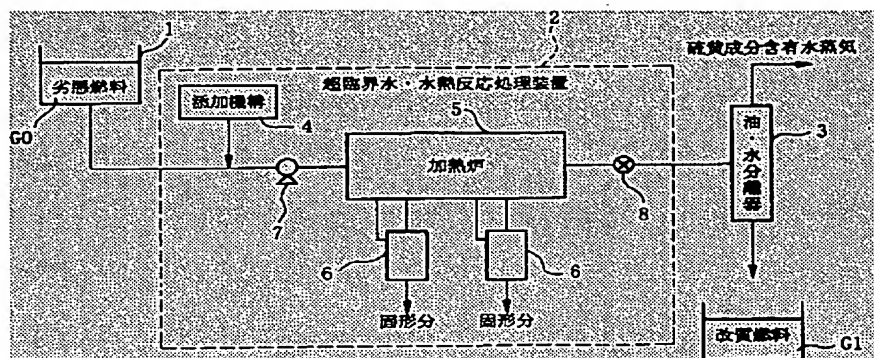 1
劣悪燃料
G0
2
硫黄成分含有水蒸気
超臨界水・水熱反応処理装置
添加機構
4
5
加熱炉
7
8
油・水分離器
3
6
6
固形分
固形分
改質燃料
G1